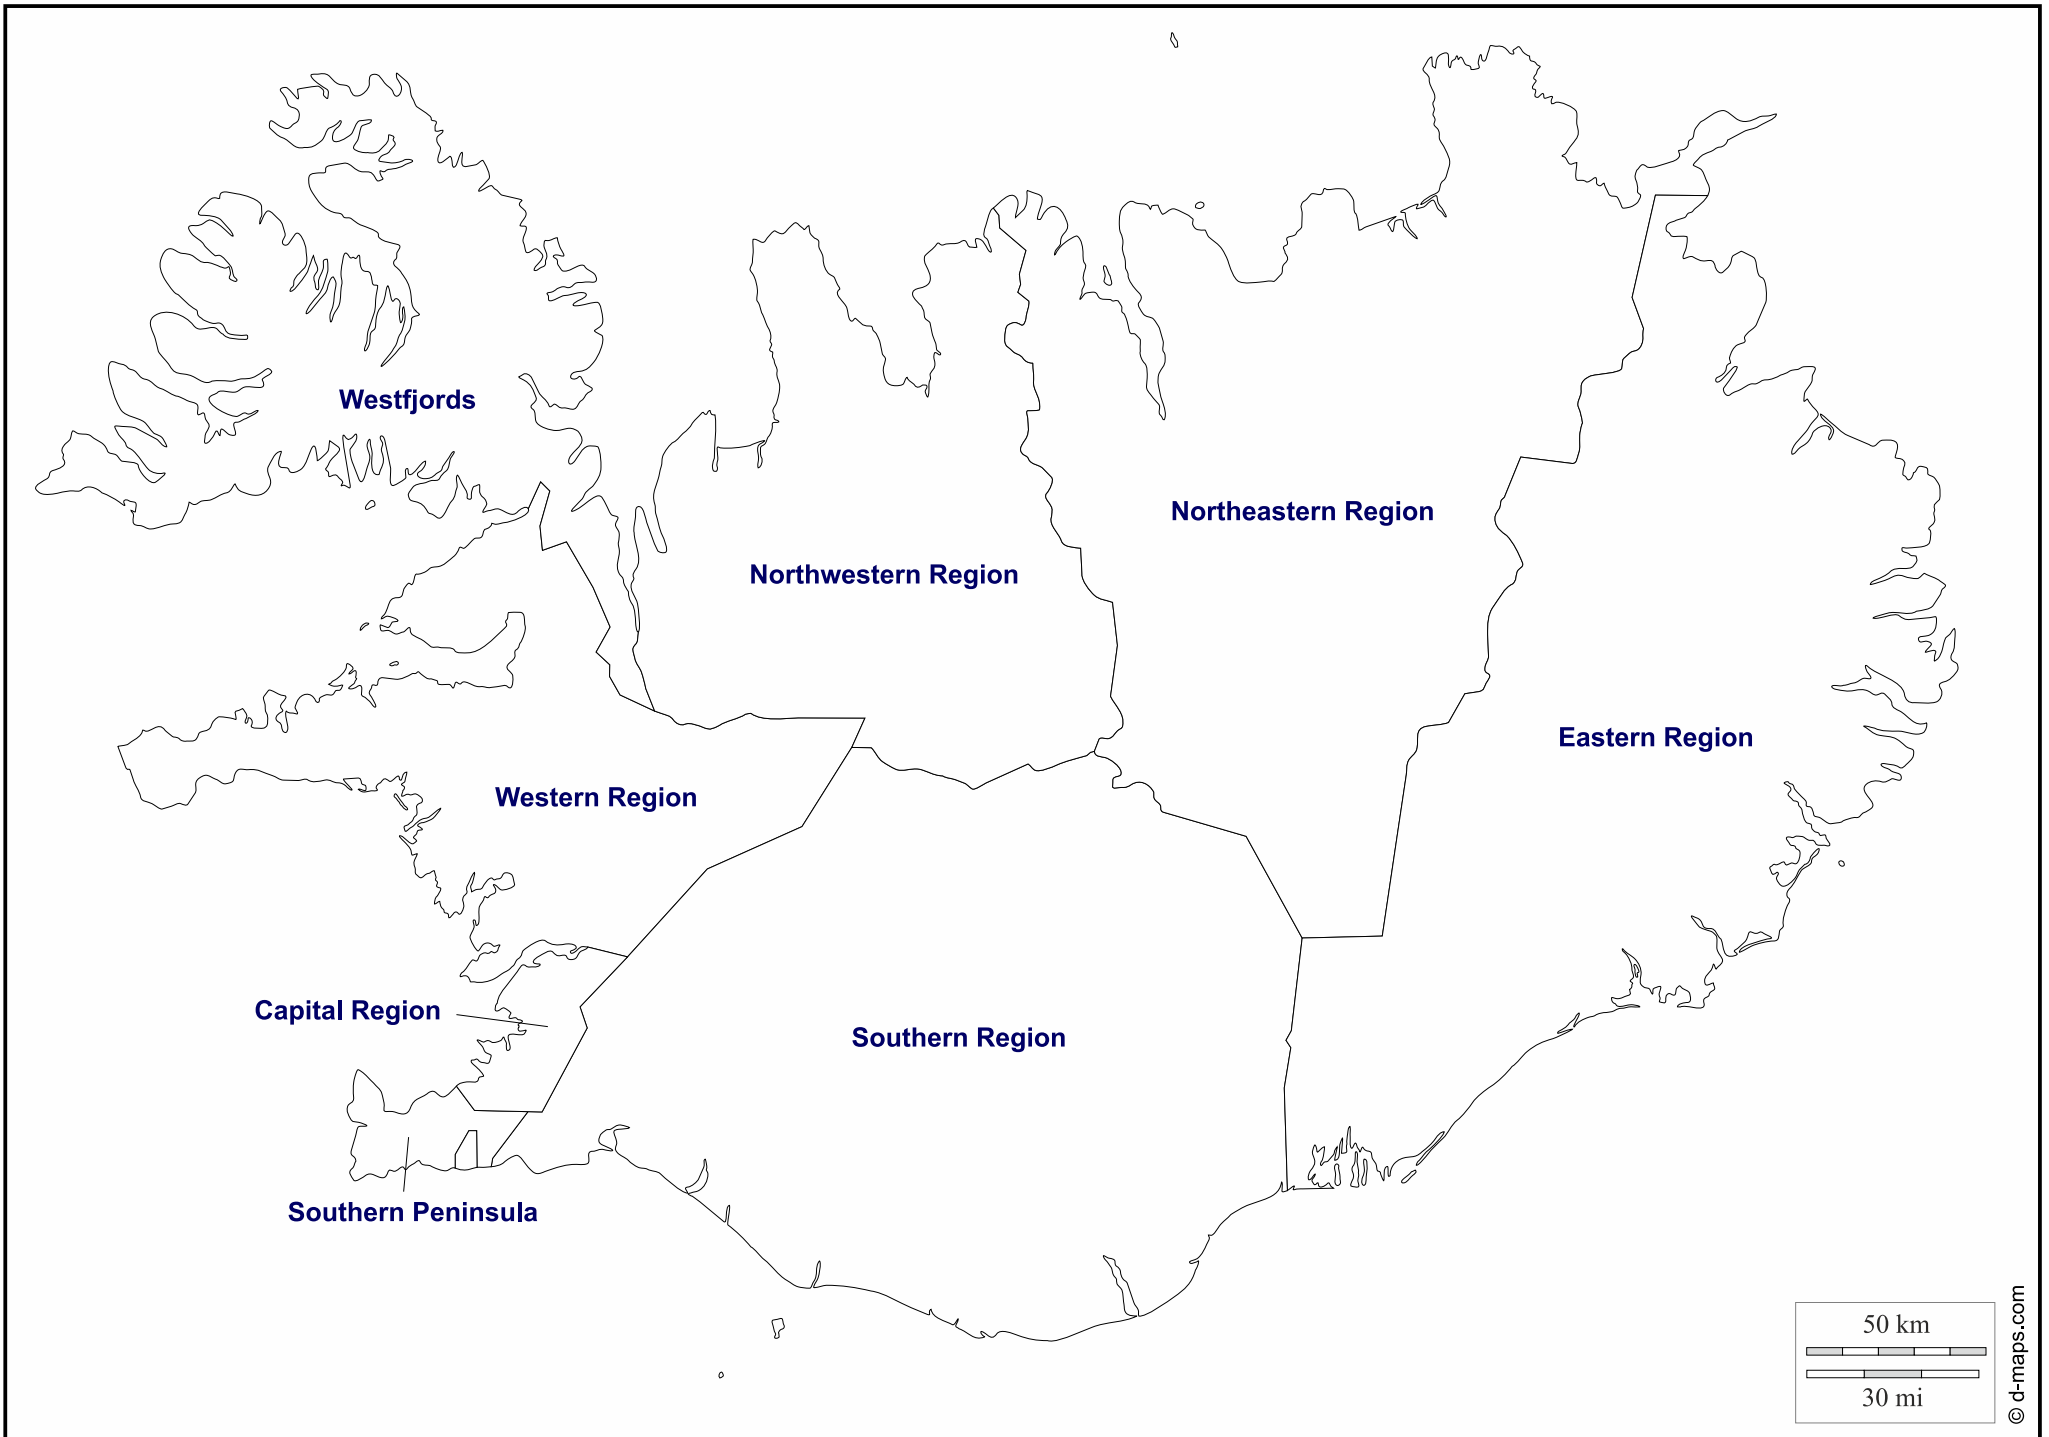 Westfjords
Northeastern Region
Northwestern Region
Eastern Region
Western Region
Capital Region
Southern Region
Southern Peninsula
50 km
30 mi
© d-maps.com